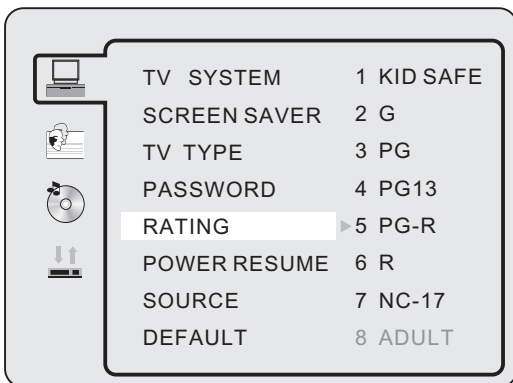 TV SYSTEM 1 KID SAFE
SCREEN SAVER 2 G
TV TYPE 3 PG
PASSWORD 4 PG13
RATING 5 PG-R
POWER RESUME 6 R
SOURCE 7 NC-17
DEFAULT 8 ADULT